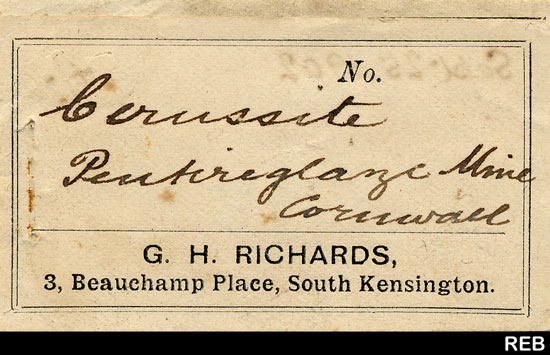 No.
Cerussite
Pentireglaze Mine
Cornwall
G. H. RICHARDS,
3, Beauchamp Place, South Kensington.
REB